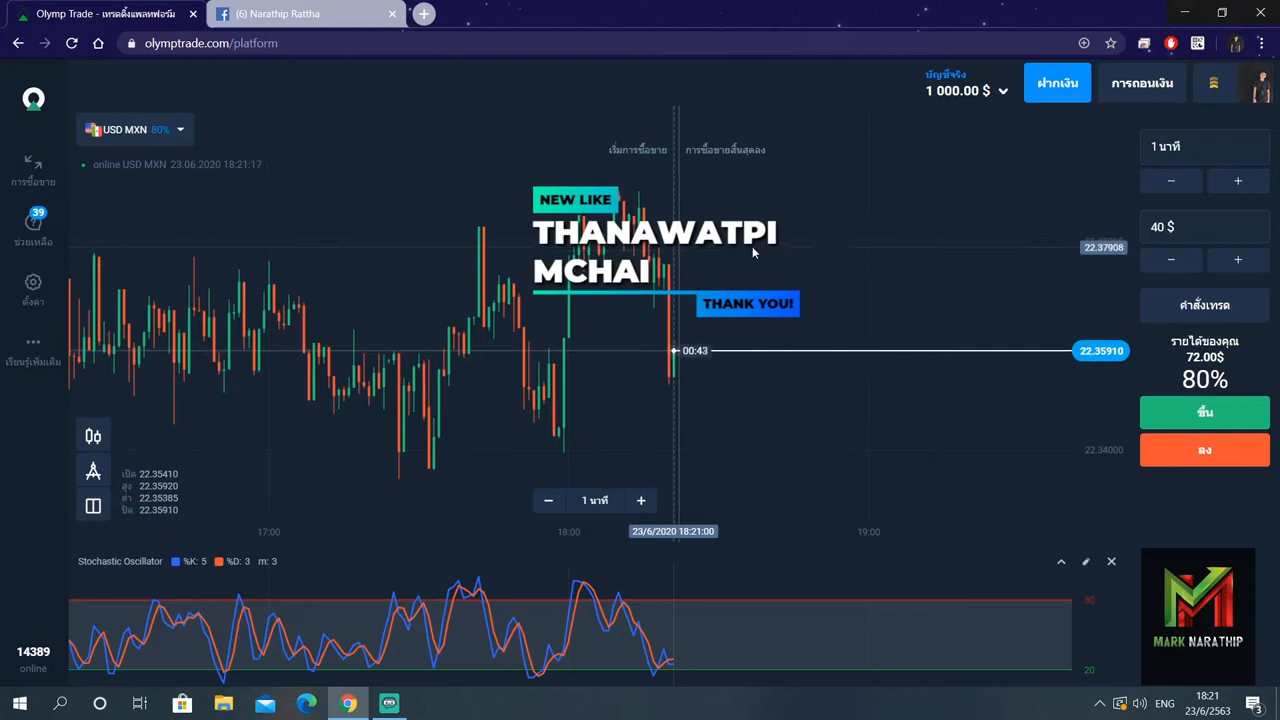 Olymp Trade - เทรดดิ้งแพลทฟอร์ม
(6) Narathip Rattha
olymptrade.com/platform
บัญชีจริง
1 000.00 $
ฝากเงิน
การถอนเงิน
USD MXN 80%
online USD MXN 23.06.2020 18:21:17
เริ่มการซื้อขาย
การซื้อขายสิ้นสุดลง
1 นาที
− +
40 $
− +
คำสั่งเทรด
รายได้ของคุณ
72.00$
80%
ขึ้น
ลง
การซื้อขาย
39
ช่วยเหลือ
ตั้งค่า
เรียนรู้เพิ่มเติม
NEW LIKE
THANAWATPI
MCHAI
THANK YOU!
22.37908
00:43
22.35910
22.34000
เปิด 22.35410
สูง 22.35920
ต่ำ 22.35385
ปิด 22.35910
− 1 นาที +
17:00
18:00
23/6/2020 18:21:00
19:00
Stochastic Oscillator %K: 5 %D: 3 m: 3
80
20
14389
online
MARK NARATHIP
ENG
18:21
23/6/2563
3